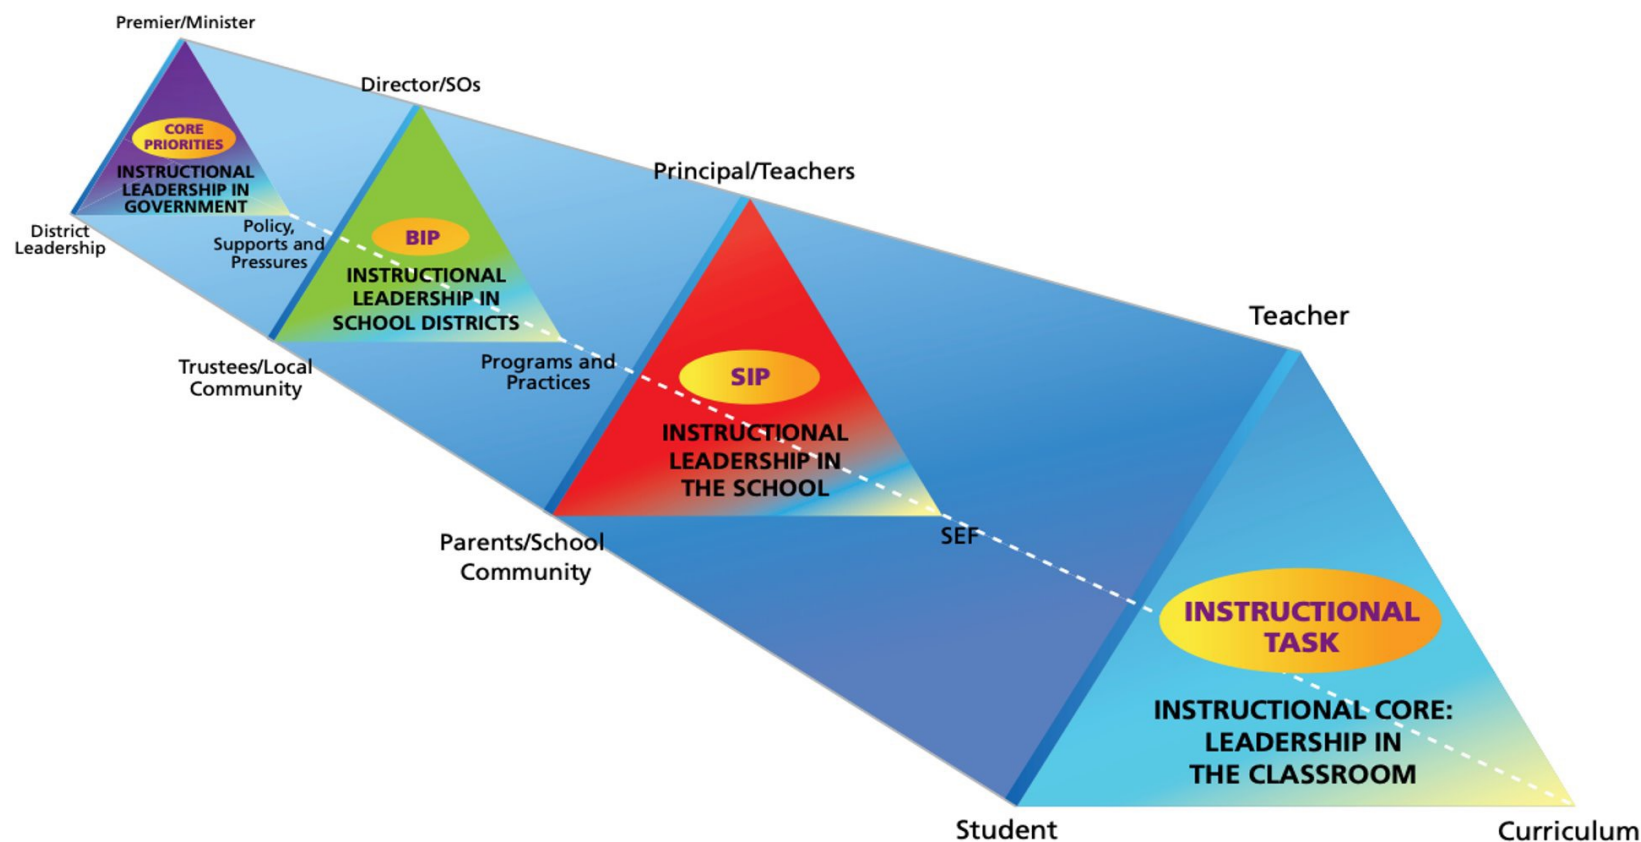 Premier/Minister
CORE
PRIORITIES
INSTRUCTIONAL
LEADERSHIP IN
GOVERNMENT
District
Leadership
Policy,
Supports and
Pressures
Director/SOs
BIP
INSTRUCTIONAL
LEADERSHIP IN
SCHOOL DISTRICTS
Trustees/Local
Community
Programs and
Practices
Principal/Teachers
SIP
INSTRUCTIONAL
LEADERSHIP IN
THE SCHOOL
Parents/School
Community
SEF
Teacher
INSTRUCTIONAL
TASK
INSTRUCTIONAL CORE:
LEADERSHIP IN
THE CLASSROOM
Student
Curriculum